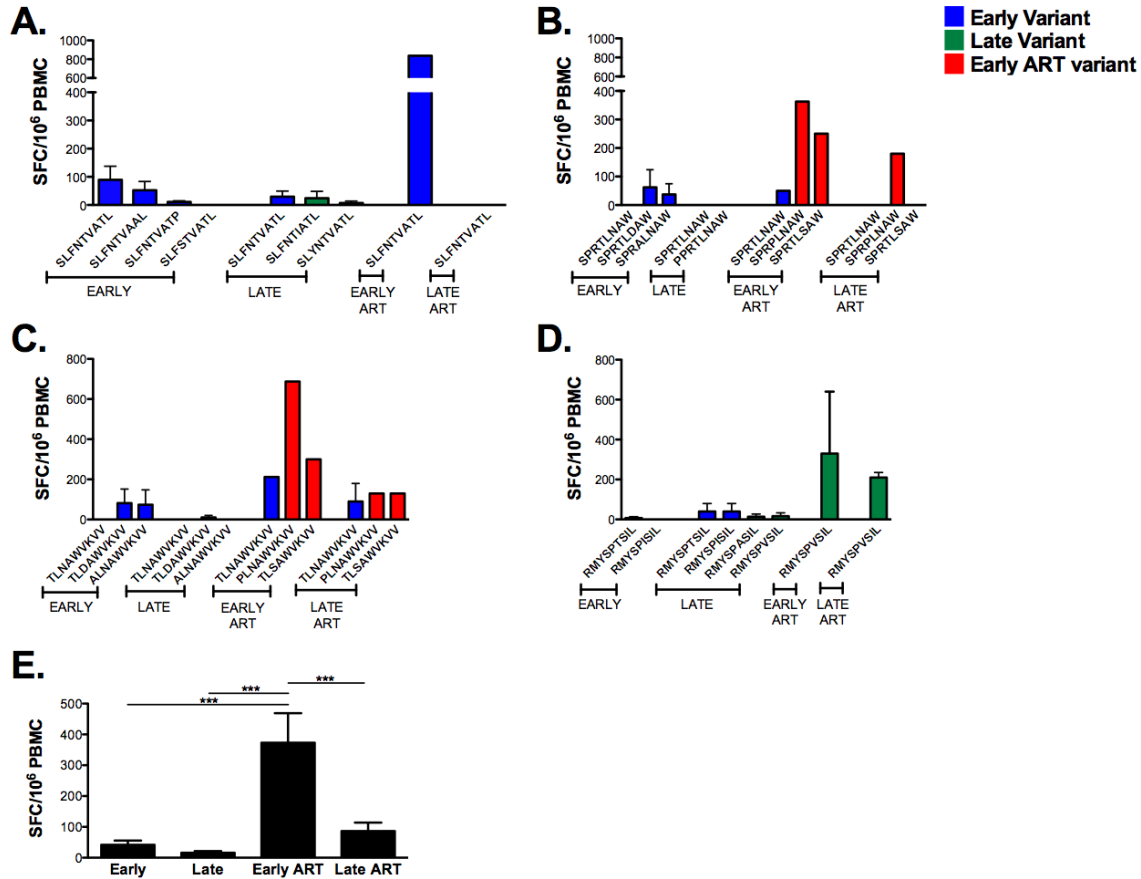 A.
1000
800
600
400
300
200
100
0
SFC/10⁶ PBMC
SLFNTVATL
SLFNTVAAL
SLFNTVATP
SLFSTVATL
SLFNTVATL
SLFNTIATL
SLYNTVATL
SLFNTVATL
SLFNTVATL
EARLY
LATE
EARLY
ART
LATE
ART
B.
1000
800
600
400
300
200
100
0
SFC/10⁶ PBMC
SPRTLNAW
SPRTLDAW
SPRALNAW
SPRTLNAW
PPRTLNAW
SPRTLNAW
SPRPLNAW
SPRTLSAW
SPRTLNAW
SPRPLNAW
SPRTLSAW
EARLY
LATE
EARLY
ART
LATE
ART
Early Variant
Late Variant
Early ART variant
C.
800
600
400
200
0
SFC/10⁶ PBMC
TLNAWVKVV
TLDAWVKVV
ALNAWVKVV
TLNAWVKVV
TLDAWVKVV
ALNAWVKVV
TLNAWVKVV
PLNAWVKVV
TLSAWVKVV
TLNAWVKVV
PLNAWVKVV
TLSAWVKVV
EARLY
LATE
EARLY
ART
LATE
ART
D.
800
600
400
200
0
SFC/10⁶ PBMC
RMYSPTSIL
RMYSPISIL
RMYSPTSIL
RMYSPISIL
RMYSPASIL
RMYSPVSIL
RMYSPVSIL
RMYSPVSIL
EARLY
LATE
EARLY
ART
LATE
ART
E.
500
400
300
200
100
0
SFC/10⁶ PBMC
***
***
***
Early Late Early ART Late ART